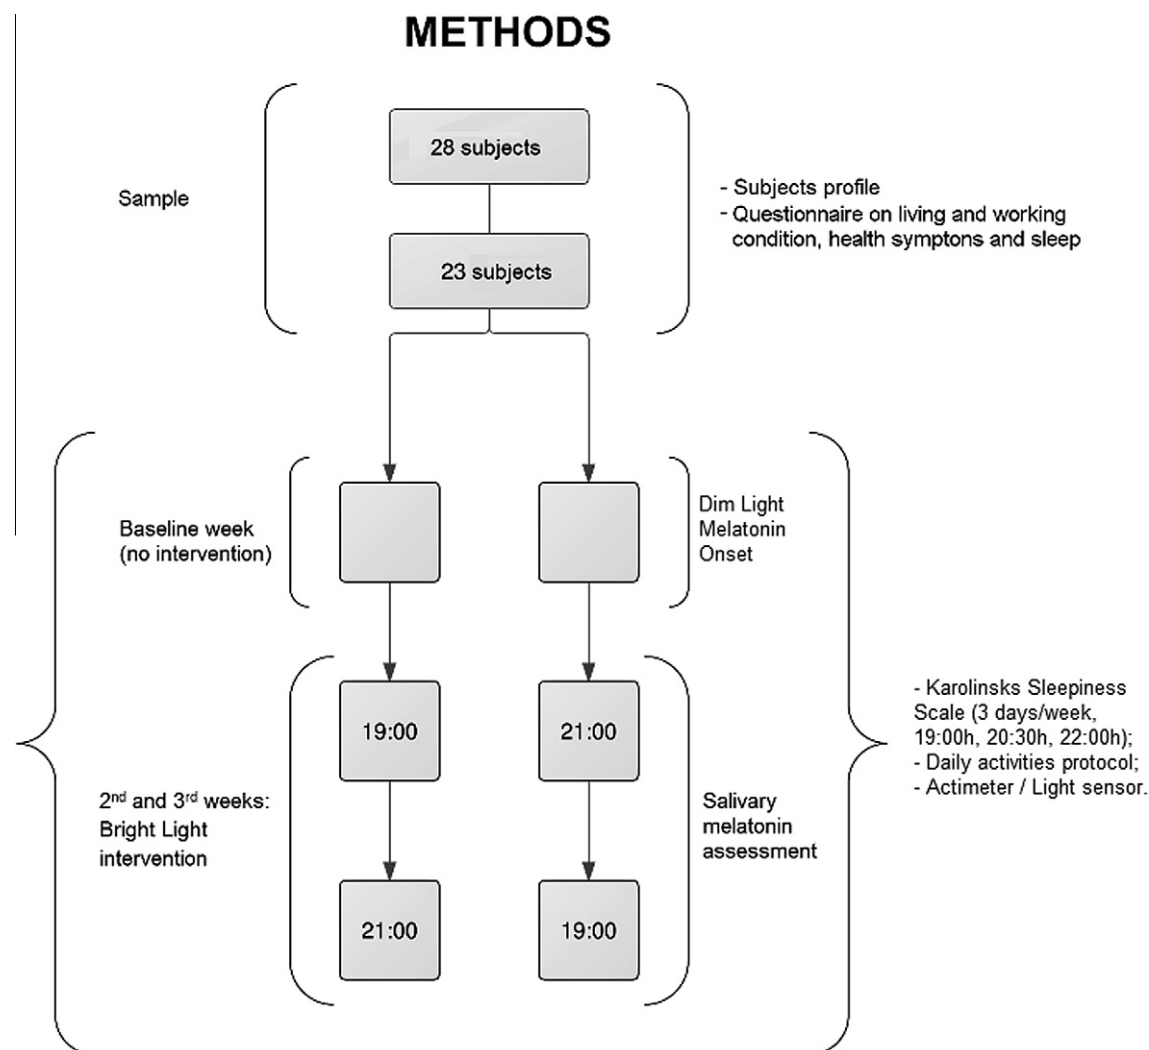 METHODS
28 subjects
Sample
- Subjects profile
- Questionnaire on living and working
condition, health symptons and sleep
23 subjects
Baseline week
(no intervention)
Dim Light
Melatonin
Onset
19:00
21:00
2nd and 3rd weeks:
Bright Light
intervention
Salivary
melatonin
assessment
21:00
19:00
- Karolinsks Sleepiness
Scale (3 days/week,
19:00h, 20:30h, 22:00h);
- Daily activities protocol;
- Actimeter / Light sensor.